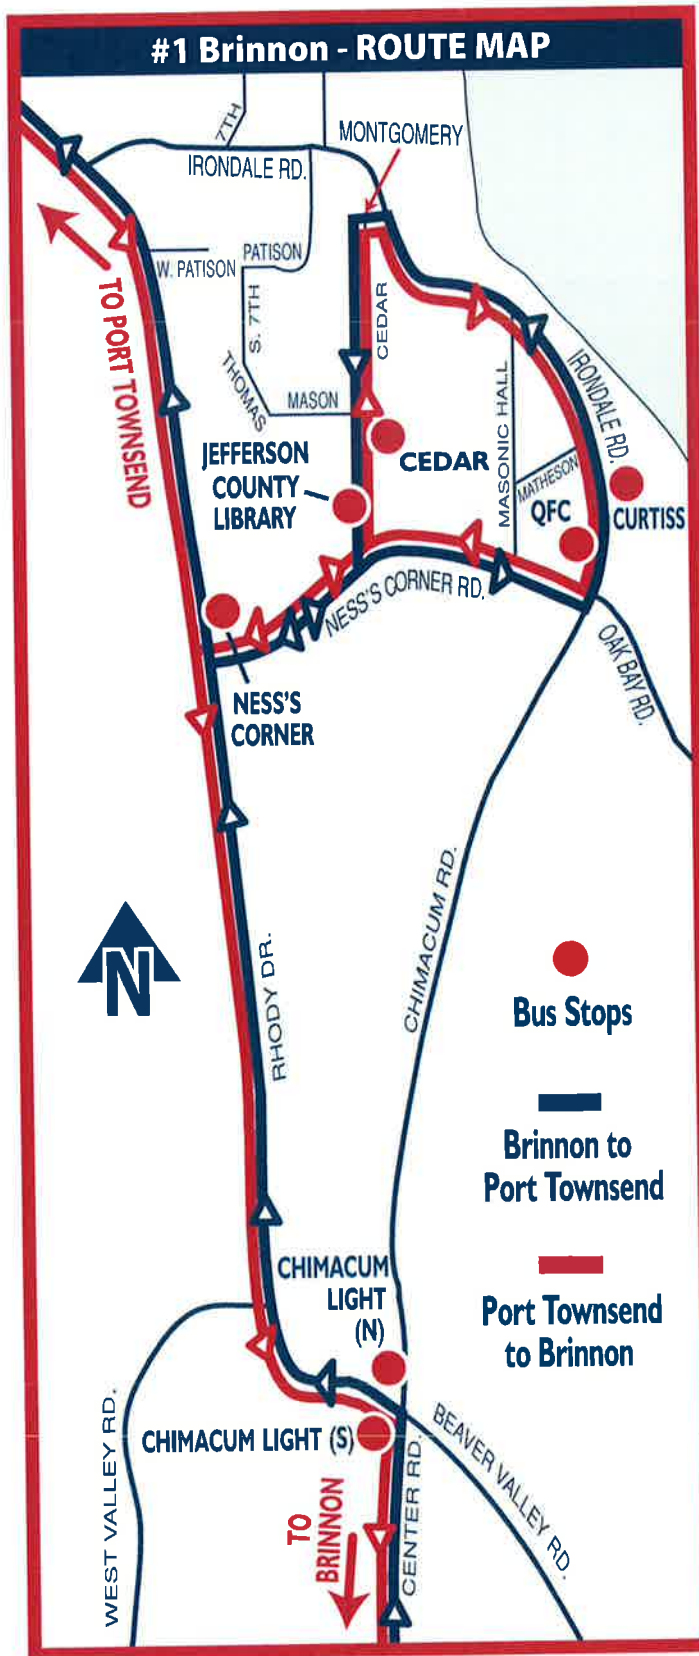 #1 Brinnon - ROUTE MAP
7TH
MONTGOMERY
IRONDALE RD.
PATISON
W. PATISON
TO PORT TOWNSEND
S. 7TH
CEDAR
THOMAS
MASON
MASONIC HALL
IRONDALE RD.
JEFFERSON
COUNTY
LIBRARY
CEDAR
MATHESON
QFC
CURTISS
NESS'S CORNER RD.
OAK BAY RD.
NESS'S
CORNER
CHIMACUM RD.
N
RHODY DR.
Bus Stops
Brinnon to
Port Townsend
CHIMACUM
LIGHT
(N)
Port Townsend
to Brinnon
WEST VALLEY RD.
CHIMACUM LIGHT (S)
BEAVER VALLEY RD.
TO
BRINNON
CENTER RD.